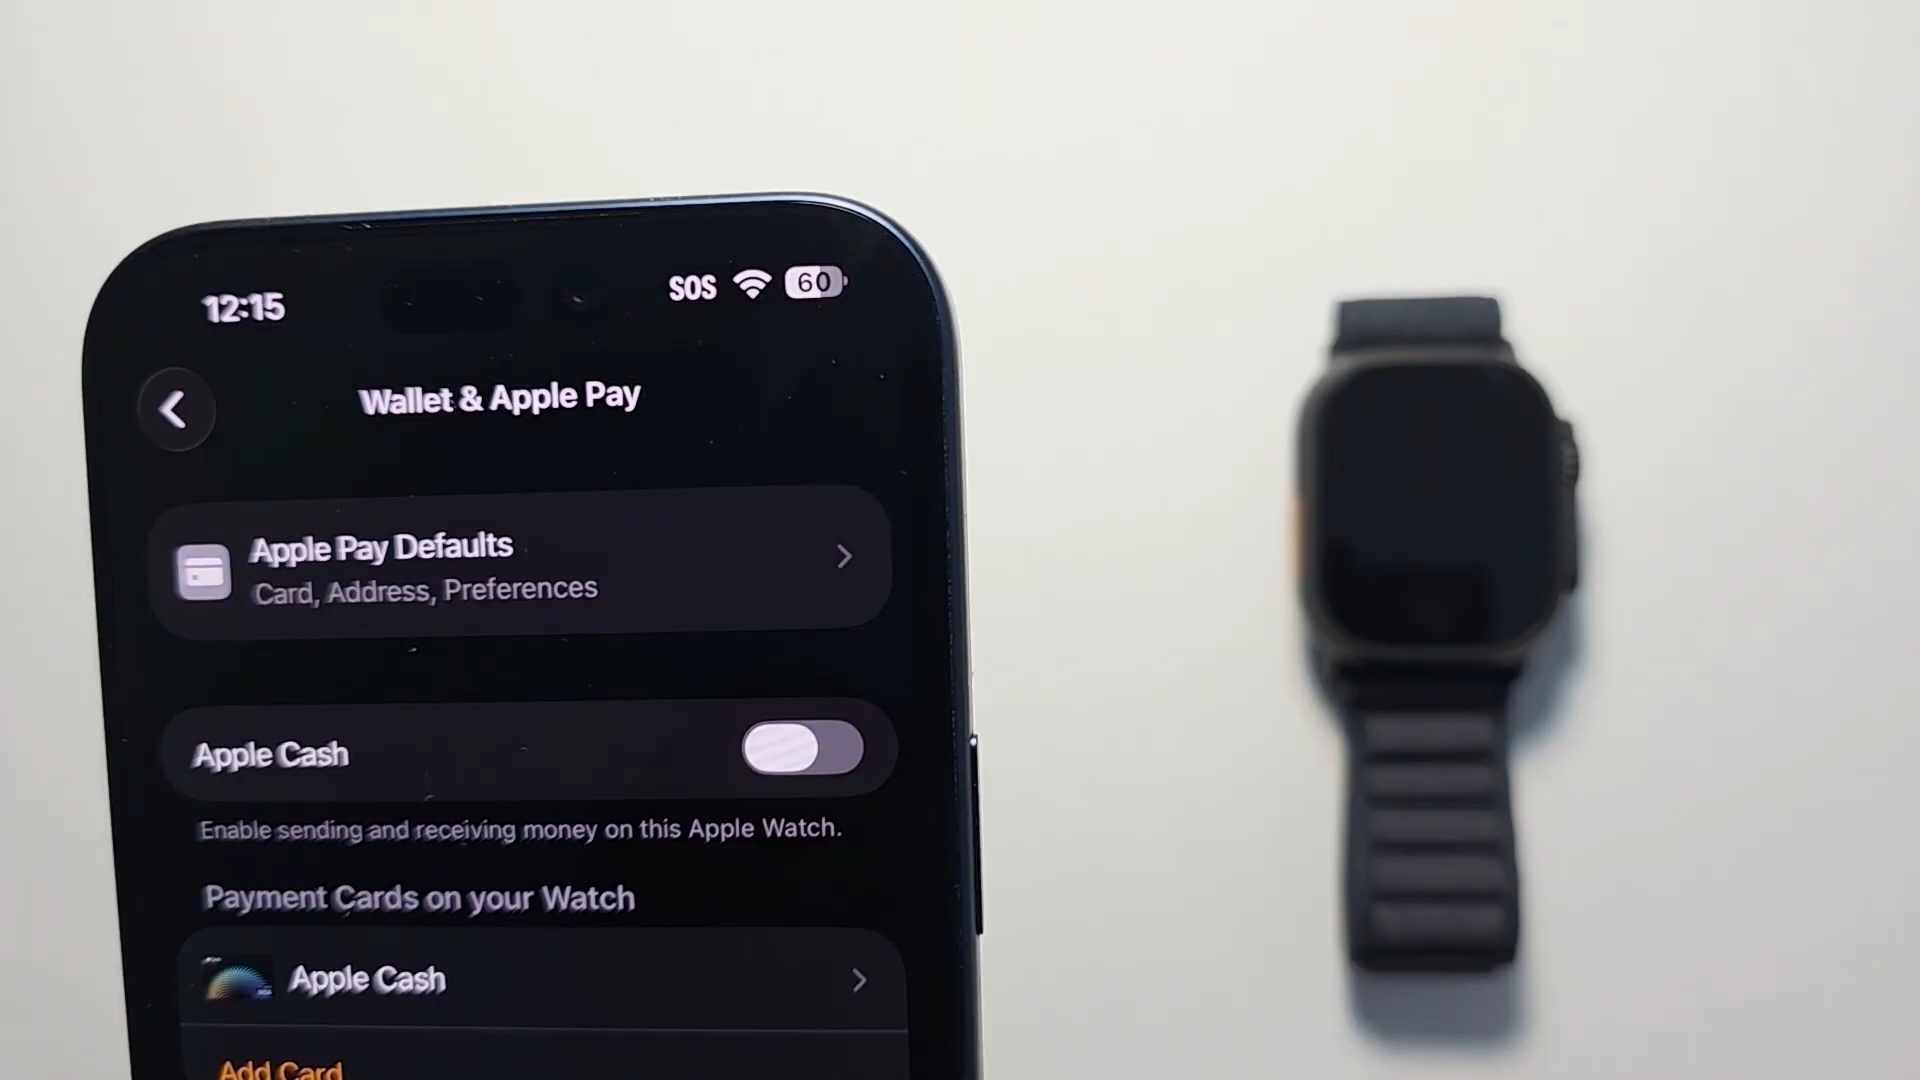 12:15
SOS
60
Wallet & Apple Pay
Apple Pay Defaults
Card, Address, Preferences
Apple Cash
Enable sending and receiving money on this Apple Watch.
Payment Cards on your Watch
Apple Cash
Add Card